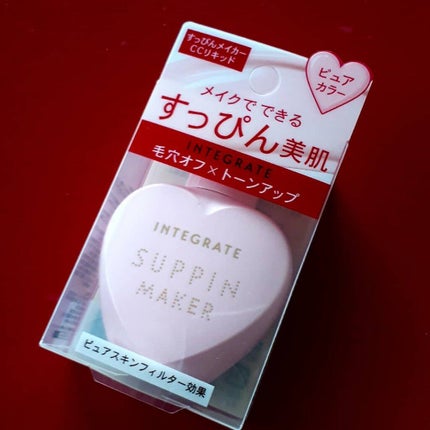 すっぴんメイカー
CCリキッド
ピュア
カラー
メイクでできる
すっぴん美肌
INTEGRATE
毛穴オフ×トーンアップ
INTEGRATE
SUPPIN
MAKER
ピュアスキンフィルター効果